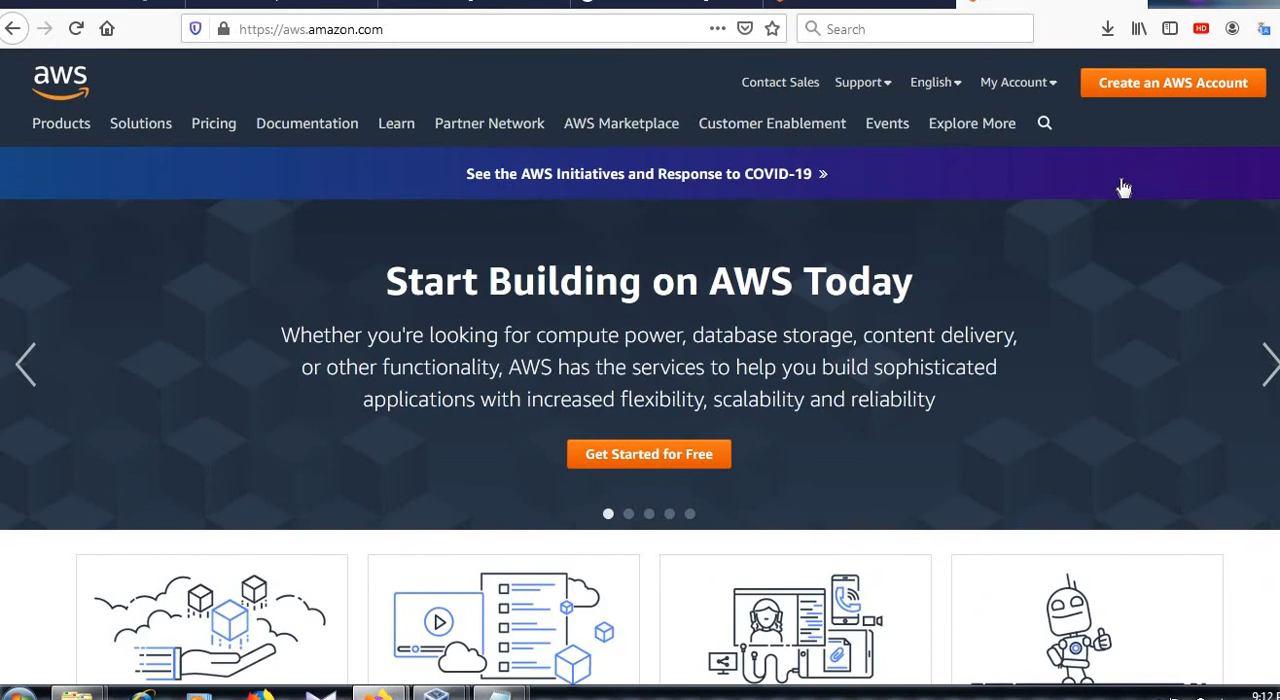 https://aws.amazon.com
Search
HD
aws
Contact Sales Support English My Account Create an AWS Account
Products Solutions Pricing Documentation Learn Partner Network AWS Marketplace Customer Enablement Events Explore More
See the AWS Initiatives and Response to COVID-19 »
Start Building on AWS Today
Whether you're looking for compute power, database storage, content delivery,
or other functionality, AWS has the services to help you build sophisticated
applications with increased flexibility, scalability and reliability
Get Started for Free